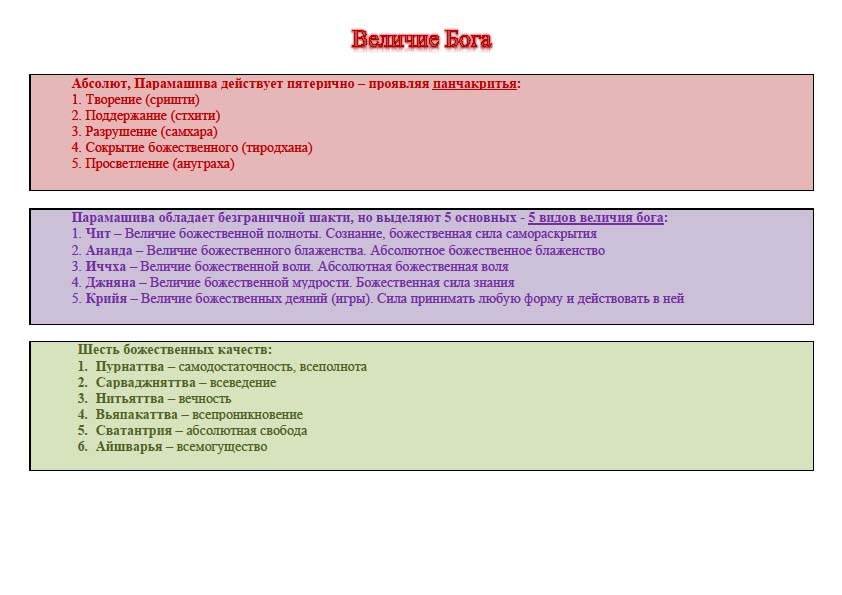 Величие Бога
Абсолют, Парамашива действует пятерично – проявляя панчакритья:
1. Творение (сришти)
2. Поддержание (стхити)
3. Разрушение (самхара)
4. Сокрытие божественного (тиродхана)
5. Просветление (ануграха)
Парамашива обладает безграничной шакти, но выделяют 5 основных - 5 видов величия бога:
1. Чит – Величие божественной полноты. Сознание, божественная сила самораскрытия
2. Ананда – Величие божественного блаженства. Абсолютное божественное блаженство
3. Иччха – Величие божественной воли. Абсолютная божественная воля
4. Джняна – Величие божественной мудрости. Божественная сила знания
5. Крийя – Величие божественных деяний (игры). Сила принимать любую форму и действовать в ней
Шесть божественных качеств:
1. Пурнаттва – самодостаточность, всеполнота
2. Сарваджняттва – всеведение
3. Нитьяттва – вечность
4. Вьяпакаттва – всепроникновение
5. Сватантрия – абсолютная свобода
6. Айшварья – всемогущество